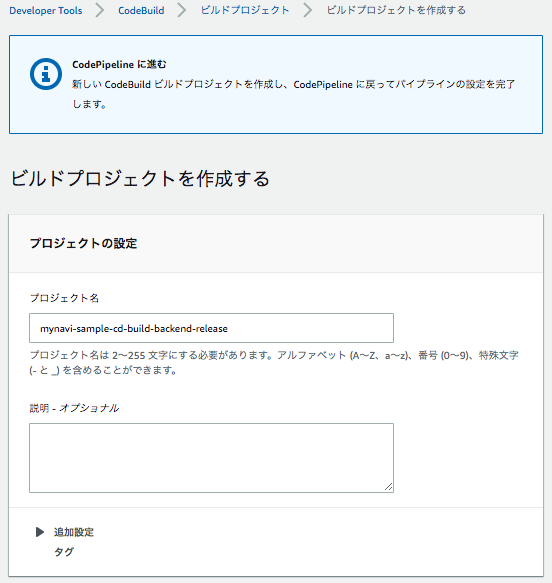 Developer Tools > CodeBuild > ビルドプロジェクト > ビルドプロジェクトを作成する
CodePipeline に進む
新しい CodeBuild ビルドプロジェクトを作成し、CodePipeline に戻ってパイプラインの設定を完了
します。
ビルドプロジェクトを作成する
プロジェクトの設定
プロジェクト名
mynavi-sample-cd-build-backend-release
プロジェクト名は 2〜255 文字にする必要があります。アルファベット (A〜Z、a〜z)、番号 (0〜9)、特殊文字
(- と _) を含めることができます。
説明 - オプショナル
追加設定
タグ